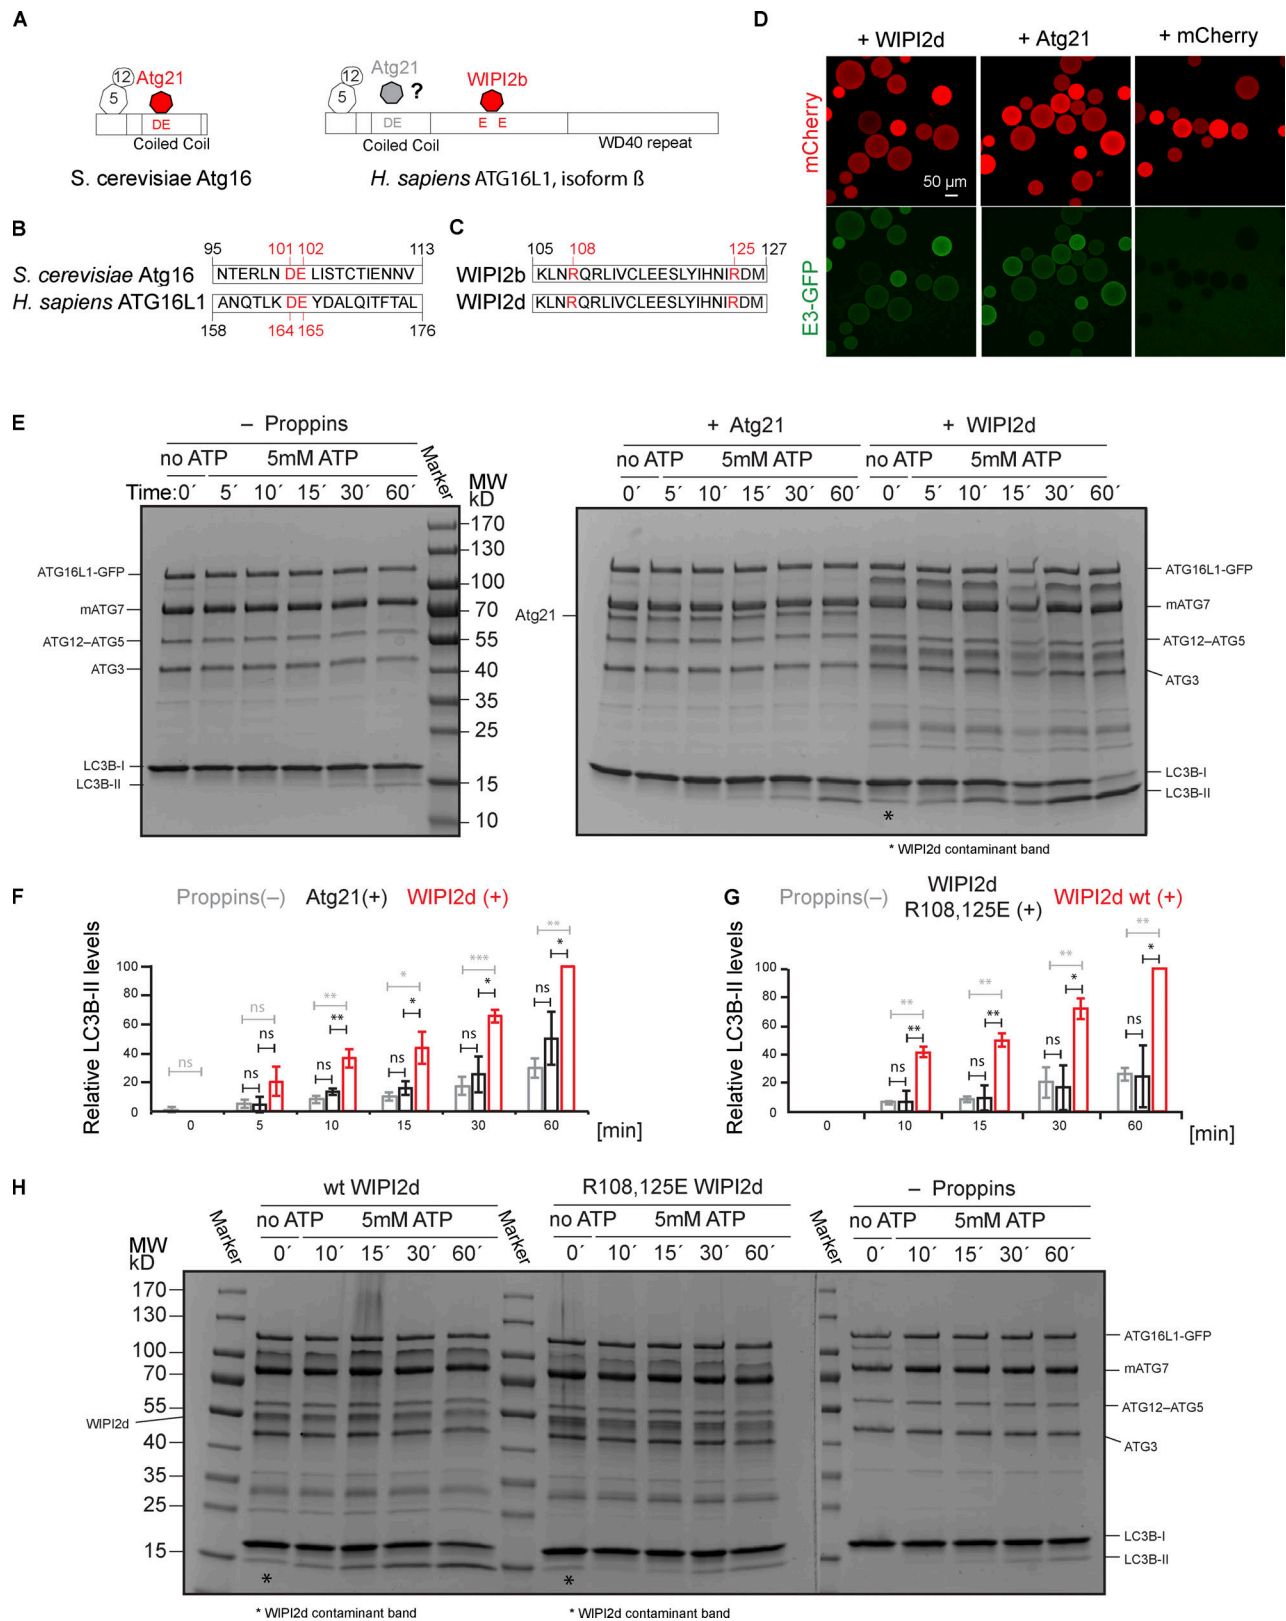 A
12
5
Atg21
DE
Coiled Coil
S. cerevisiae Atg16
12
5
Atg21
?
WIPI2b
DE
E E
Coiled Coil
WD40 repeat
H. sapiens ATG16L1, isoform ß
B
95 101 102 113
S. cerevisiae Atg16 NTERLN DE LISTCTIENNV
H. sapiens ATG16L1 ANQTLK DE YDALQITFTAL
158 164 165 176
C
105 108 125 127
WIPI2b KLNRQRLIVCLEESLYIHNIRDM
WIPI2d KLNRQRLIVCLEESLYIHNIRDM
D
+ WIPI2d + Atg21 + mCherry
mCherry
50 µm
E3-GFP
E
– Proppins
no ATP 5mM ATP
Time: 0´ 5´ 10´ 15´ 30´ 60´
Marker
MW
kD
170
130
100
70
55
40
35
25
15
10
ATG16L1-GFP
mATG7
ATG12–ATG5
ATG3
LC3B-I
LC3B-II
+ Atg21 + WIPI2d
no ATP 5mM ATP no ATP 5mM ATP
0´ 5´ 10´ 15´ 30´ 60´ 0´ 5´ 10´ 15´ 30´ 60´
Atg21
ATG16L1-GFP
mATG7
ATG12–ATG5
ATG3
LC3B-I
LC3B-II
*
* WIPI2d contaminant band
F
Proppins(–) Atg21(+) WIPI2d (+)
Relative LC3B-II levels
100
80
60
40
20
0
ns
ns
ns
ns
**
ns
**
*
ns
*
***
ns
*
**
ns
*
0 5 10 15 30 60
[min]
G
Proppins(–)
WIPI2d
R108,125E (+)
WIPI2d wt (+)
Relative LC3B-II levels
100
80
60
40
20
0
**
ns
**
**
ns
**
**
ns
*
**
ns
*
0 10 15 30 60
[min]
H
wt WIPI2d R108,125E WIPI2d – Proppins
Marker
no ATP 5mM ATP
Marker
no ATP 5mM ATP
Marker
no ATP 5mM ATP
MW
kD
0´ 10´ 15´ 30´ 60´ 0´ 10´ 15´ 30´ 60´ 0´ 10´ 15´ 30´ 60´
170
130
100
70
55
WIPI2d
40
35
25
15
ATG16L1-GFP
mATG7
ATG12–ATG5
ATG3
LC3B-I
LC3B-II
*
*
* WIPI2d contaminant band
* WIPI2d contaminant band